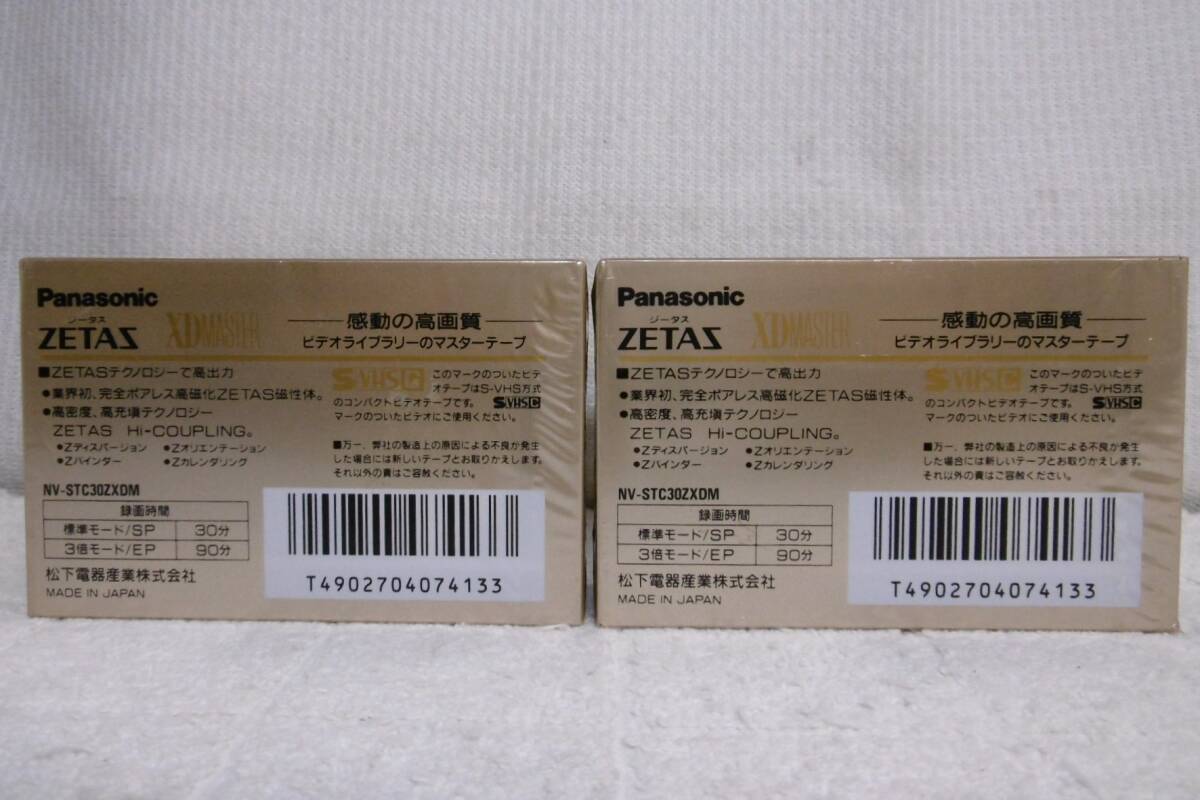 Panasonic
ジータス
ZETAS XD MASTER
感動の高画質
ビデオライブラリーのマスターテープ
■ZETASテクノロジーで高出力
●業界初、完全ポアレス高磁化ZETAS磁性体。
●高密度、高充塡テクノロジー
ZETAS Hi-COUPLING。
●Zディスパージョン ●Zオリエンテーション
●Zバインダー ●Zカレンダリング
S-VHS C
このマークのついたビデ
オテープはS-VHS方式
のコンパクトビデオテープです。 S-VHS C
マークのついたビデオにご使用ください。
■万一、弊社の製造上の原因による不良が発生
した場合には新しいテープとお取りかえします。
それ以外の責はご容赦ください。
NV-STC30ZXDM
録画時間
標準モード/SP 30分
3倍モード/EP 90分
松下電器産業株式会社
MADE IN JAPAN
T4902704074133
Panasonic
ジータス
ZETAS XD MASTER
感動の高画質
ビデオライブラリーのマスターテープ
■ZETASテクノロジーで高出力
●業界初、完全ポアレス高磁化ZETAS磁性体。
●高密度、高充塡テクノロジー
ZETAS Hi-COUPLING。
●Zディスパージョン ●Zオリエンテーション
●Zバインダー ●Zカレンダリング
S-VHS C
このマークのついたビデ
オテープはS-VHS方式
のコンパクトビデオテープです。 S-VHS C
マークのついたビデオにご使用ください。
■万一、弊社の製造上の原因による不良が発生
した場合には新しいテープとお取りかえします。
それ以外の責はご容赦ください。
NV-STC30ZXDM
録画時間
標準モード/SP 30分
3倍モード/EP 90分
松下電器産業株式会社
MADE IN JAPAN
T4902704074133